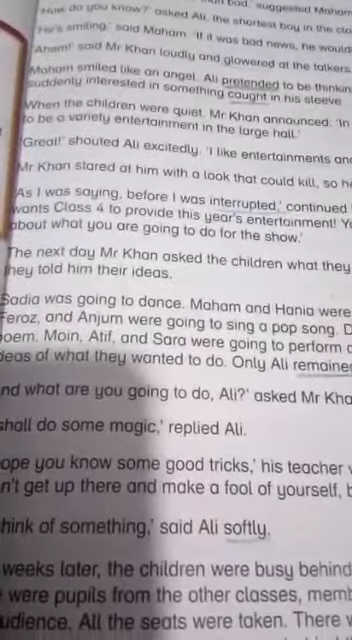 bad,' suggested Maham
'How do you know?' asked Ali, the shortest boy in the cla
'He's smiling,' said Maham. 'If it was bad news, he would
'Ahem!' said Mr Khan loudly and glowered at the talkers.
Maham smiled like an angel. Ali pretended to be thinkin
suddenly interested in something caught in his sleeve
When the children were quiet, Mr Khan announced, 'In
to be a variety entertainment in the large hall.'
'Great!' shouted Ali excitedly. 'I like entertainments and
Mr Khan stared at him with a look that could kill, so he
'As I was saying, before I was interrupted,' continued
wants Class 4 to provide this year's entertainment! Yo
about what you are going to do for the show.'
The next day Mr Khan asked the children what they
they told him their ideas.
Sadia was going to dance. Maham and Hania were
Feroz, and Anjum were going to sing a pop song. D
poem. Moin, Atif, and Sara were going to perform a
deas of what they wanted to do. Only Ali remaine
nd what are you going to do, Ali?' asked Mr Kha
shall do some magic,' replied Ali.
ope you know some good tricks,' his teacher w
n't get up there and make a fool of yourself, b
hink of something,' said Ali softly.
weeks later, the children were busy behind
were pupils from the other classes, memb
udience. All the seats were taken. There w